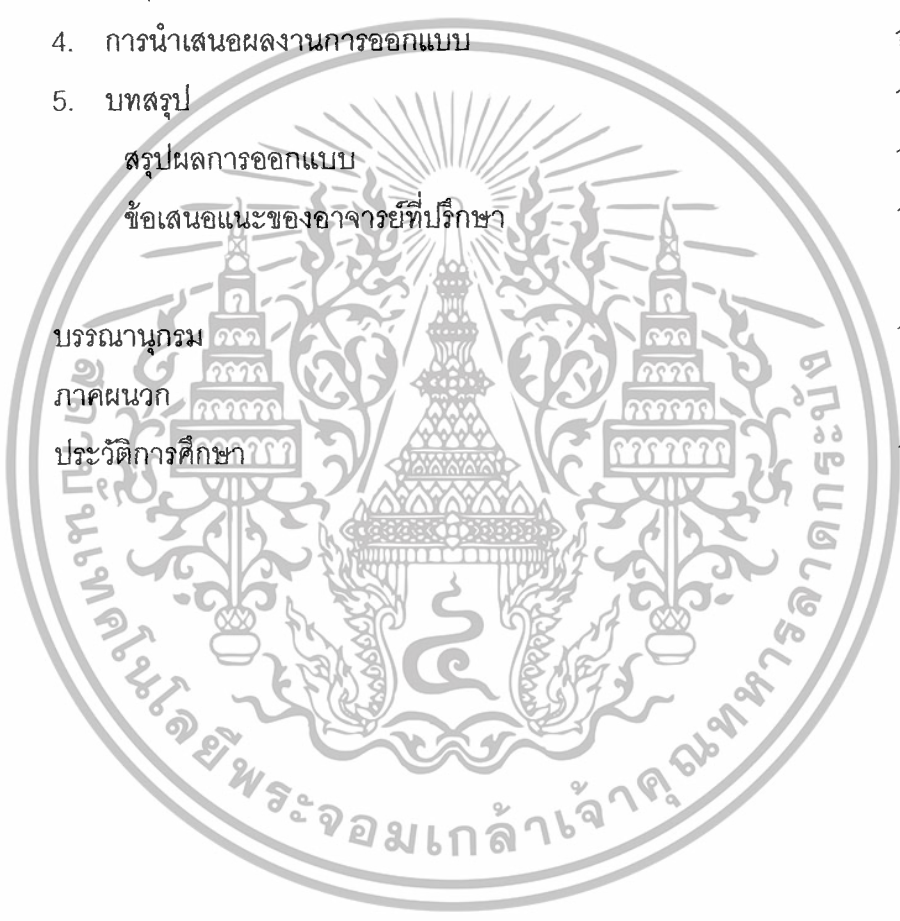 4. การนำเสนอผลงานการออกแบบ
5. บทสรุป
สรุปผลการออกแบบ
ข้อเสนอแนะของอาจารย์ที่ปรึกษา
บรรณานุกรม
ภาคผนวก
ประวัติการศึกษา
สถาบันเทคโนโลยีพระจอมเกล้าเจ้าคุณทหารลาดกระบัง
๔